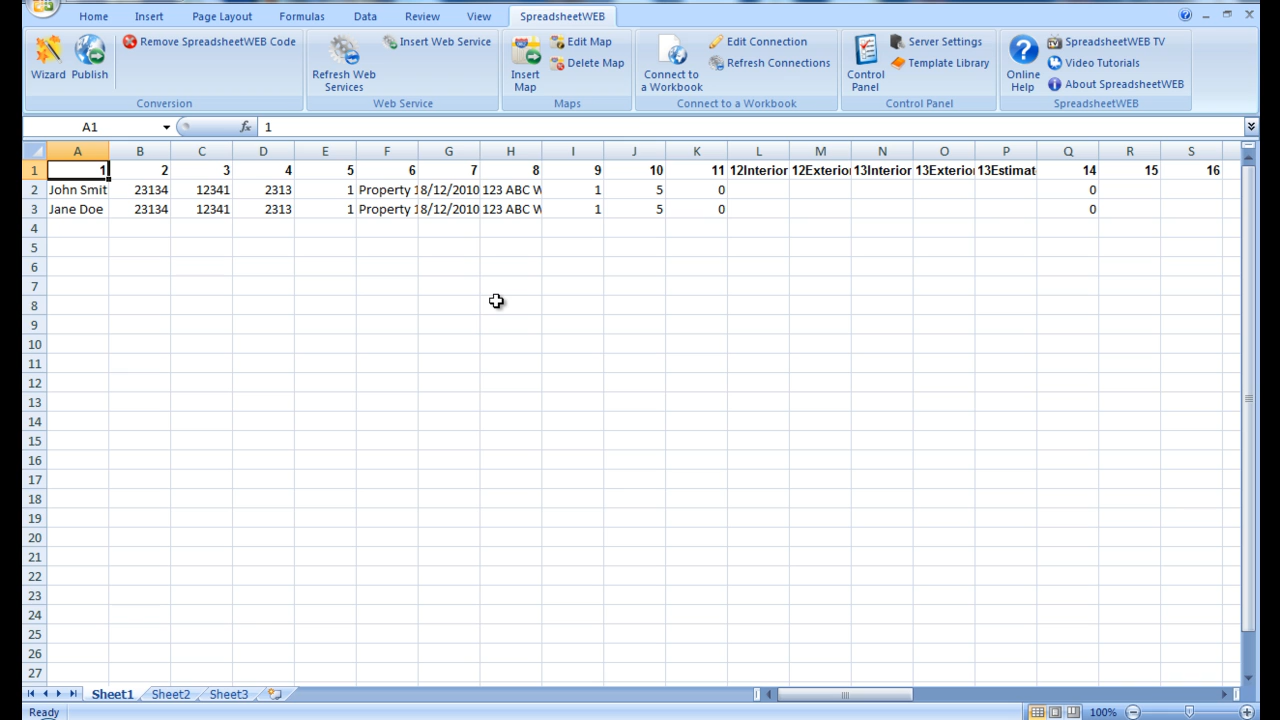 Home Insert Page Layout Formulas Data Review View SpreadsheetWEB
Wizard Publish Remove SpreadsheetWEB Code
Conversion
Refresh Web Services Insert Web Service
Web Service
Insert Map Edit Map Delete Map
Maps
Connect to a Workbook Edit Connection Refresh Connections
Connect to a Workbook
Control Panel Server Settings Template Library
Control Panel
Online Help SpreadsheetWEB TV Video Tutorials About SpreadsheetWEB
SpreadsheetWEB
A1 fx 1
A B C D E F G H I J K L M N O P Q R S
1 1 2 3 4 5 6 7 8 9 10 11 12Interior 12Exterio 13Interior 13Exterio 13Estimat 14 15 16
2 John Smit 23134 12341 2313 1 Property 18/12/2010 123 ABC W 1 5 0 0
3 Jane Doe 23134 12341 2313 1 Property 18/12/2010 123 ABC W 1 5 0 0
4
5
6
7
8
9
10
11
12
13
14
15
16
17
18
19
20
21
22
23
24
25
26
27
Sheet1 Sheet2 Sheet3
Ready 100%